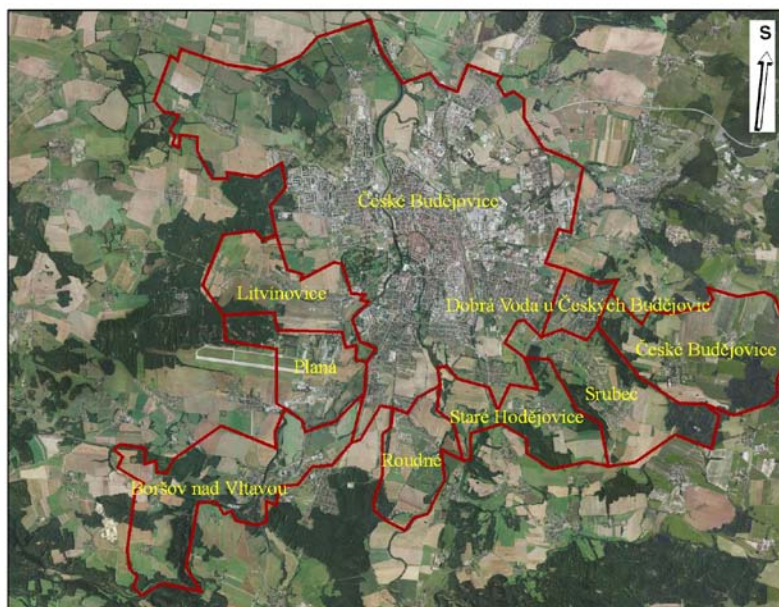 S
České Budějovice
Litvínovice
Dobrá Voda u Českých Budějovic
České Budějovice
Planá
Srubec
Staré Hodějovice
Roudné
Boršov nad Vltavou